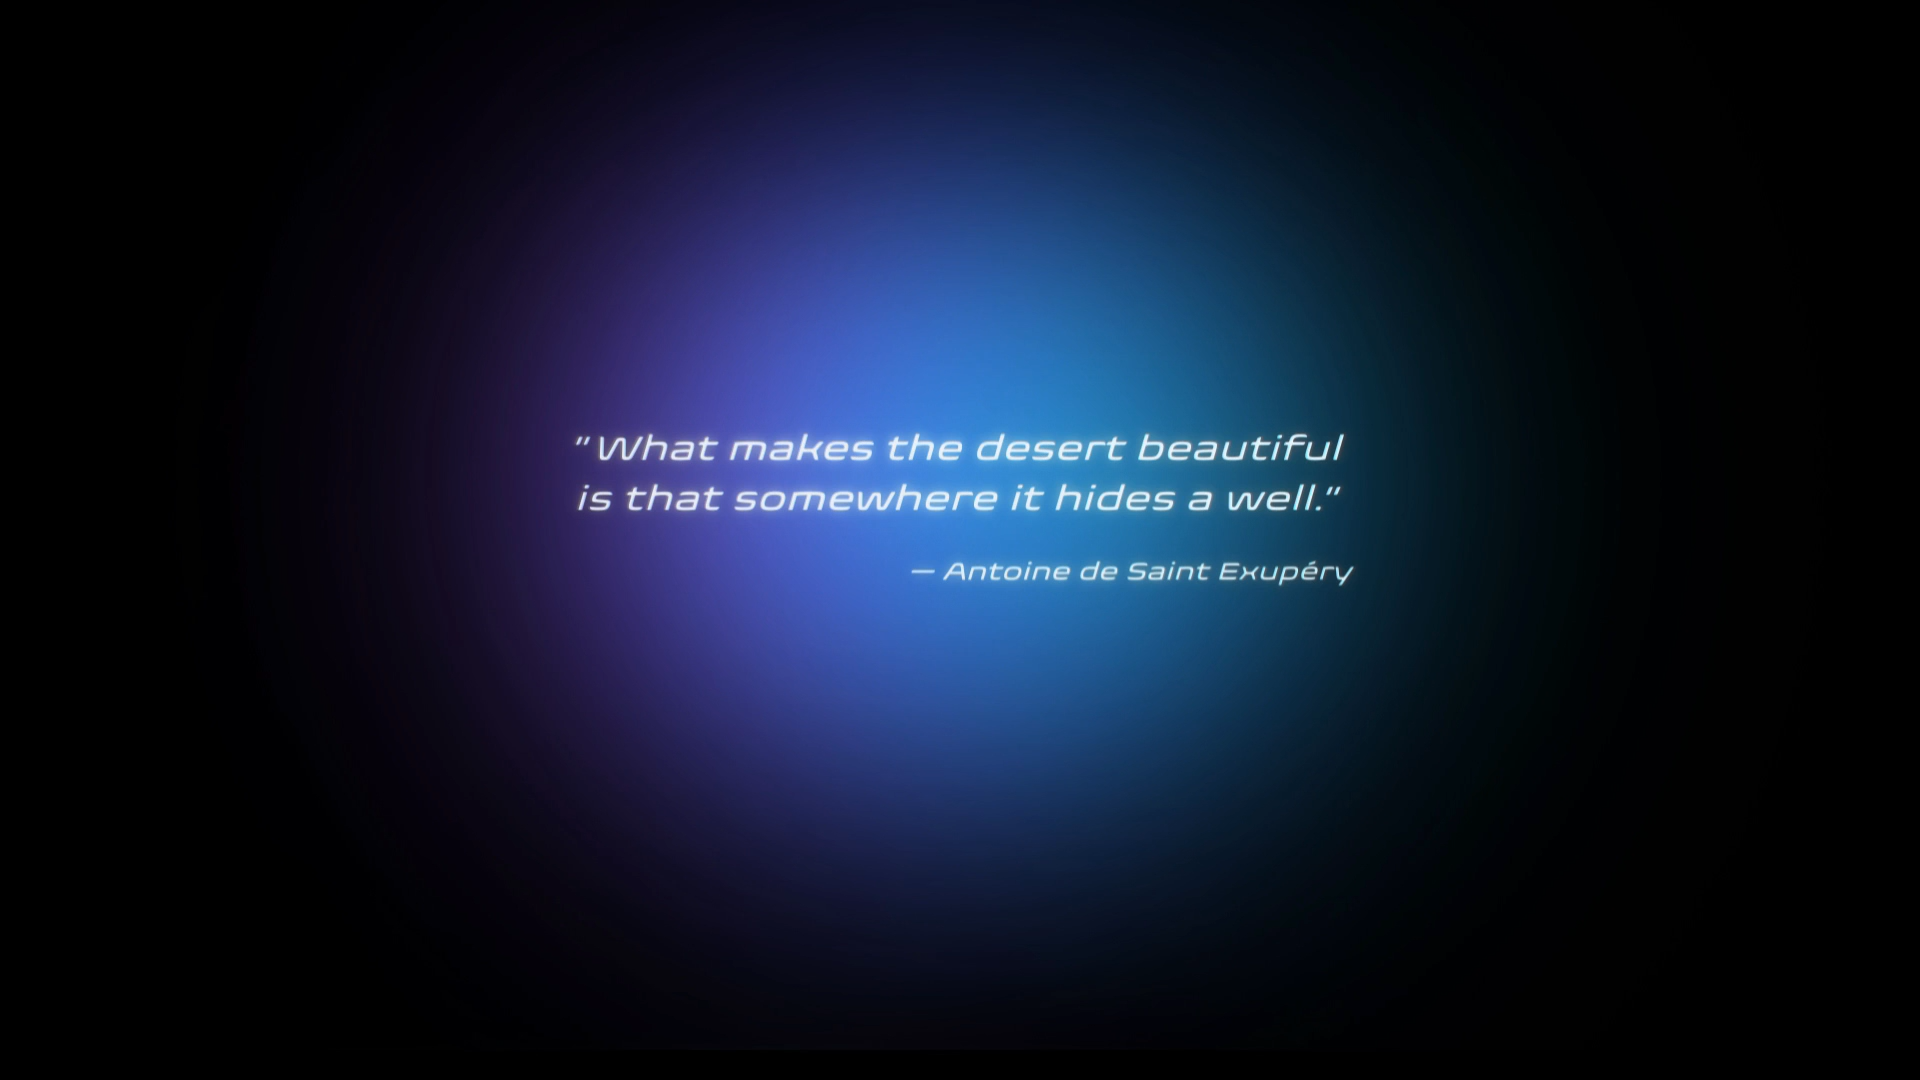 "What makes the desert beautiful
is that somewhere it hides a well."
— Antoine de Saint Exupéry